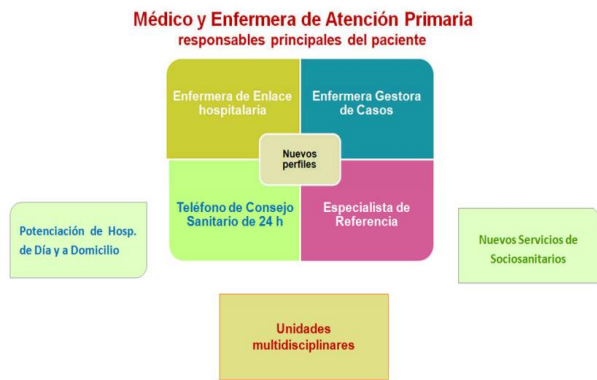 Médico y Enfermera de Atención Primaria
responsables principales del paciente
Enfermera de Enlace
hospitalaria
Enfermera Gestora
de Casos
Nuevos
perfiles
Teléfono de Consejo
Sanitario de 24 h
Especialista de
Referencia
Potenciación de Hosp.
de Día y a Domicilio
Nuevos Servicios de
Sociosanitarios
Unidades
multidisciplinares